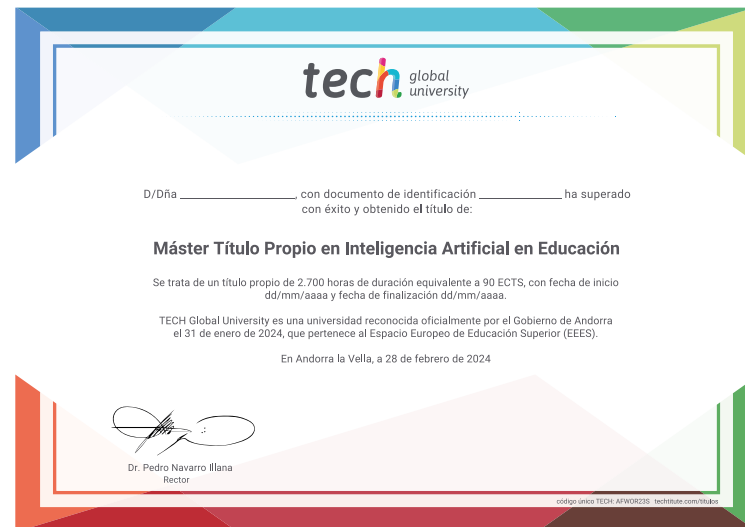 tech global university
D/Dña ____________________, con documento de identificación ______________ ha superado
con éxito y obtenido el título de:
Máster Título Propio en Inteligencia Artificial en Educación
Se trata de un título propio de 2.700 horas de duración equivalente a 90 ECTS, con fecha de inicio
dd/mm/aaaa y fecha de finalización dd/mm/aaaa.
TECH Global University es una universidad reconocida oficialmente por el Gobierno de Andorra
el 31 de enero de 2024, que pertenece al Espacio Europeo de Educación Superior (EEES).
En Andorra la Vella, a 28 de febrero de 2024
Dr. Pedro Navarro Illana
Rector
código único TECH: AFWOR23S techtitute.com/titulos